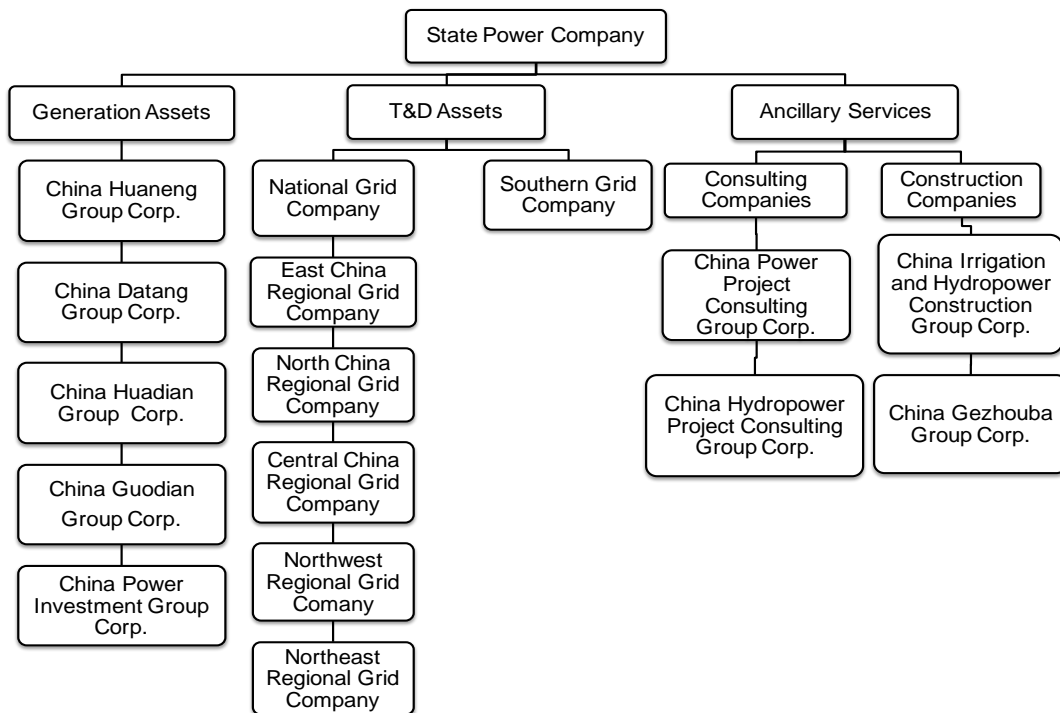 State Power Company
Generation Assets
T&D Assets
Ancillary Services
China Huaneng
Group Corp.
China Datang
Group Corp.
China Huadian
Group Corp.
China Guodian
Group Corp.
China Power
Investment Group
Corp.
National Grid
Company
East China
Regional Grid
Company
North China
Regional Grid
Company
Central China
Regional Grid
Company
Northwest
Regional Grid
Comany
Northeast
Regional Grid
Company
Southern Grid
Company
Consulting
Companies
China Power
Project
Consulting
Group Corp.
China Hydropower
Project Consulting
Group Corp.
Construction
Companies
China Irrigation
and Hydropower
Construction
Group Corp.
China Gezhouba
Group Corp.